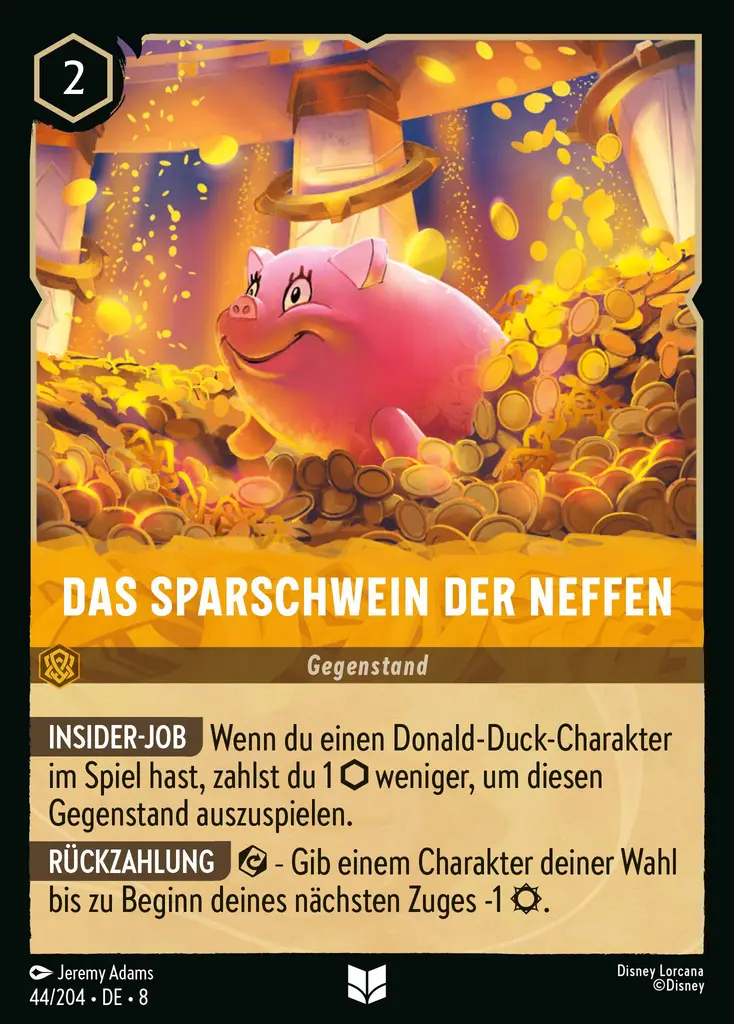 2
DAS SPARSCHWEIN DER NEFFEN
Gegenstand
INSIDER-JOB Wenn du einen Donald-Duck-Charakter
im Spiel hast, zahlst du 1 ⬡ weniger, um diesen
Gegenstand auszuspielen.
RÜCKZAHLUNG - Gib einem Charakter deiner Wahl
bis zu Beginn deines nächsten Zuges -1.
Jeremy Adams
44/204 • DE • 8
Disney Lorcana
©Disney